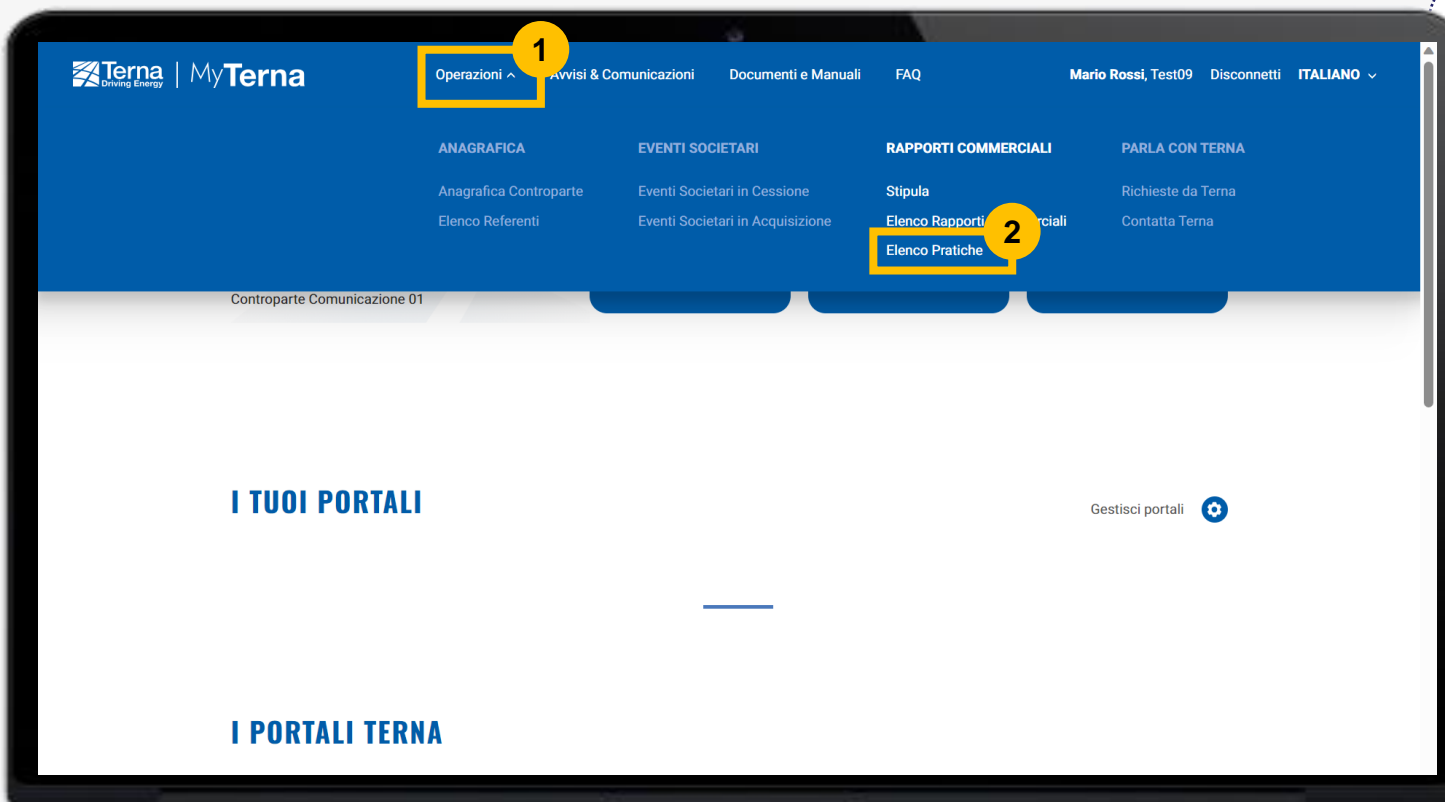 Terna
Driving Energy
MyTerna
Operazioni
Avvisi & Comunicazioni
Documenti e Manuali
FAQ
Mario Rossi, Test09
Disconnetti
ITALIANO
1
ANAGRAFICA
Anagrafica Controparte
Elenco Referenti
EVENTI SOCIETARI
Eventi Societari in Cessione
Eventi Societari in Acquisizione
RAPPORTI COMMERCIALI
Stipula
Elenco Rapporti
2
Elenco Pratiche
PARLA CON TERNA
Richieste da Terna
Contatta Terna
Controparte Comunicazione 01
I TUOI PORTALI
Gestisci portali
I PORTALI TERNA